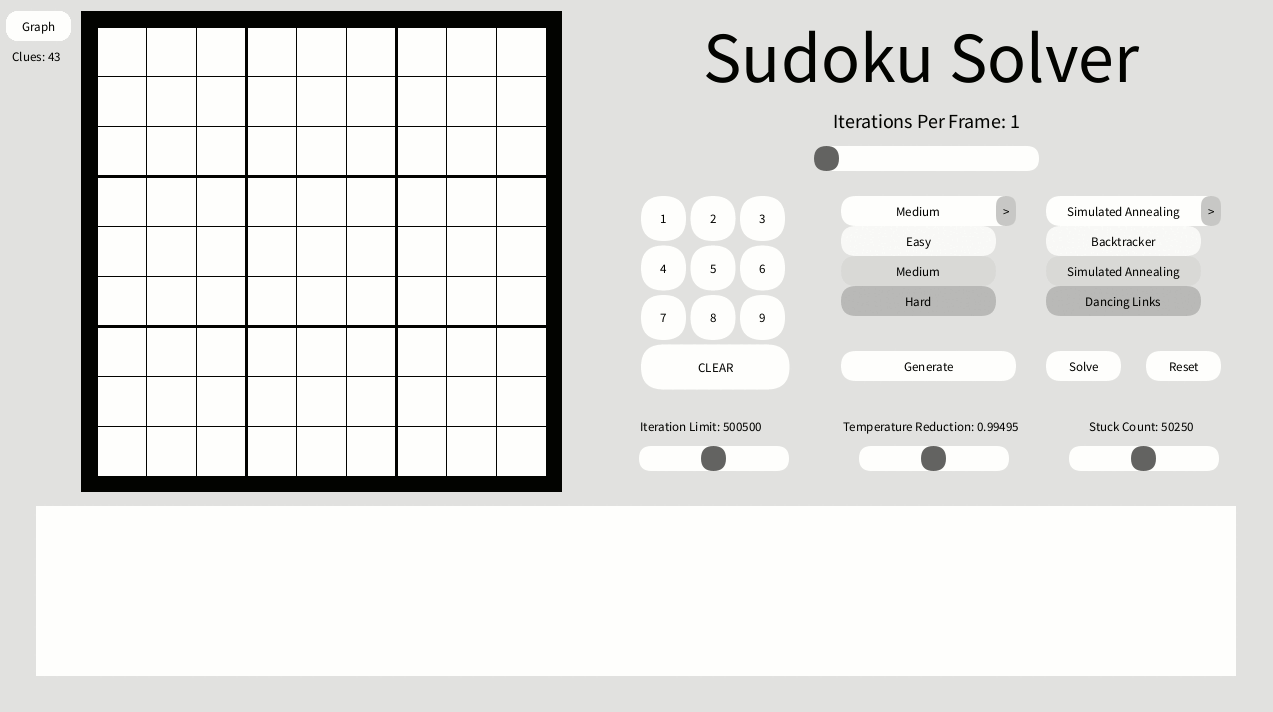 Graph
Clues: 43
Sudoku Solver
Iterations Per Frame: 1
1 2 3
4 5 6
7 8 9
CLEAR
Medium >
Easy
Medium
Hard
Simulated Annealing >
Backtracker
Simulated Annealing
Dancing Links
Generate
Solve
Reset
Iteration Limit: 500500
Temperature Reduction: 0.99495
Stuck Count: 50250